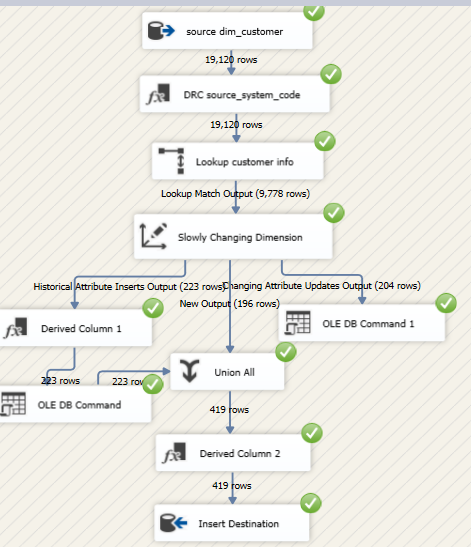 source dim_customer
19,120 rows
DRC source_system_code
19,120 rows
Lookup customer info
Lookup Match Output (9,778 rows)
Slowly Changing Dimension
Historical Attribute Inserts Output (223 rows)
Changing Attribute Updates Output (204 rows)
New Output (196 rows)
Derived Column 1
OLE DB Command 1
223 rows
223 rows
Union All
OLE DB Command
419 rows
Derived Column 2
419 rows
Insert Destination